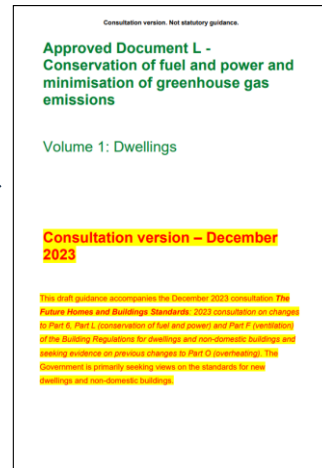 Consultation version. Not statutory guidance.
Approved Document L -
Conservation of fuel and power and
minimisation of greenhouse gas
emissions
Volume 1: Dwellings
Consultation version – December
2023
This draft guidance accompanies the December 2023 consultation The
Future Homes and Buildings Standards: 2023 consultation on changes
to Part 6, Part L (conservation of fuel and power) and Part F (ventilation)
of the Building Regulations for dwellings and non-domestic buildings and
seeking evidence on previous changes to Part O (overheating). The
Government is primarily seeking views on the standards for new
dwellings and non-domestic buildings.